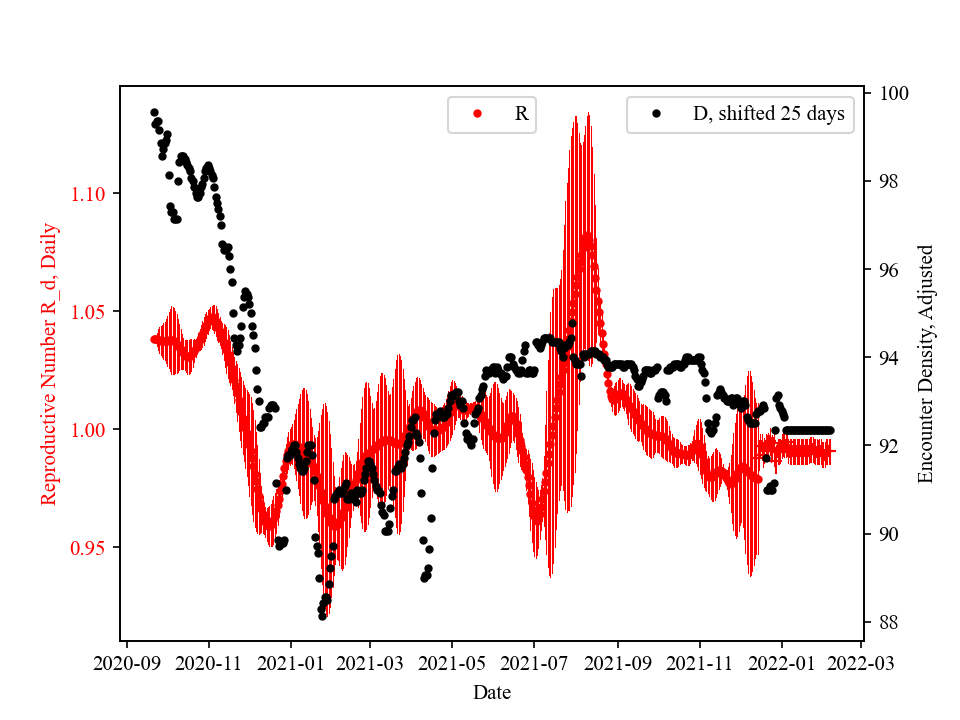 R
D, shifted 25 days
Reproductive Number R_d, Daily
1.10
1.05
1.00
0.95
Encounter Density, Adjusted
100
98
96
94
92
90
88
2020-09 2020-11 2021-01 2021-03 2021-05 2021-07 2021-09 2021-11 2022-01 2022-03
Date